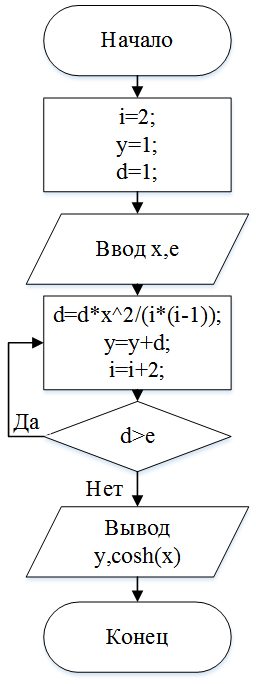 Начало
i=2;
y=1;
d=1;
Ввод x,e
d=d*x^2/(i*(i-1));
y=y+d;
i=i+2;
Да
d>e
Нет
Вывод
y,cosh(x)
Конец